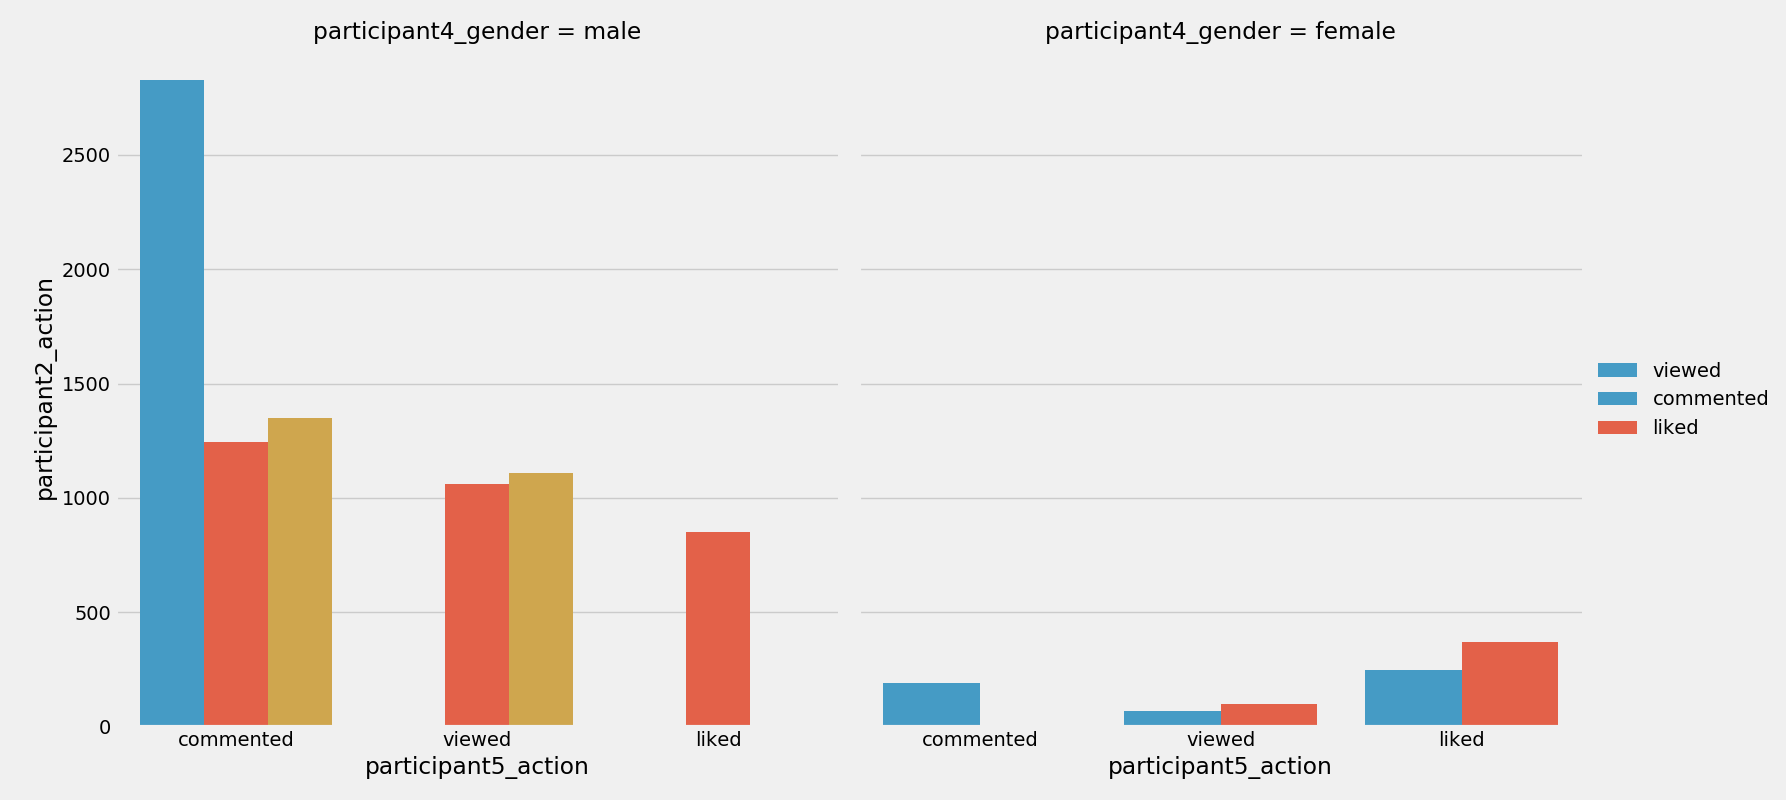 participant4_gender = male
participant4_gender = female
participant2_action
2500
2000
1500
1000
500
0
commented viewed liked
participant5_action
commented viewed liked
participant5_action
viewed
commented
liked